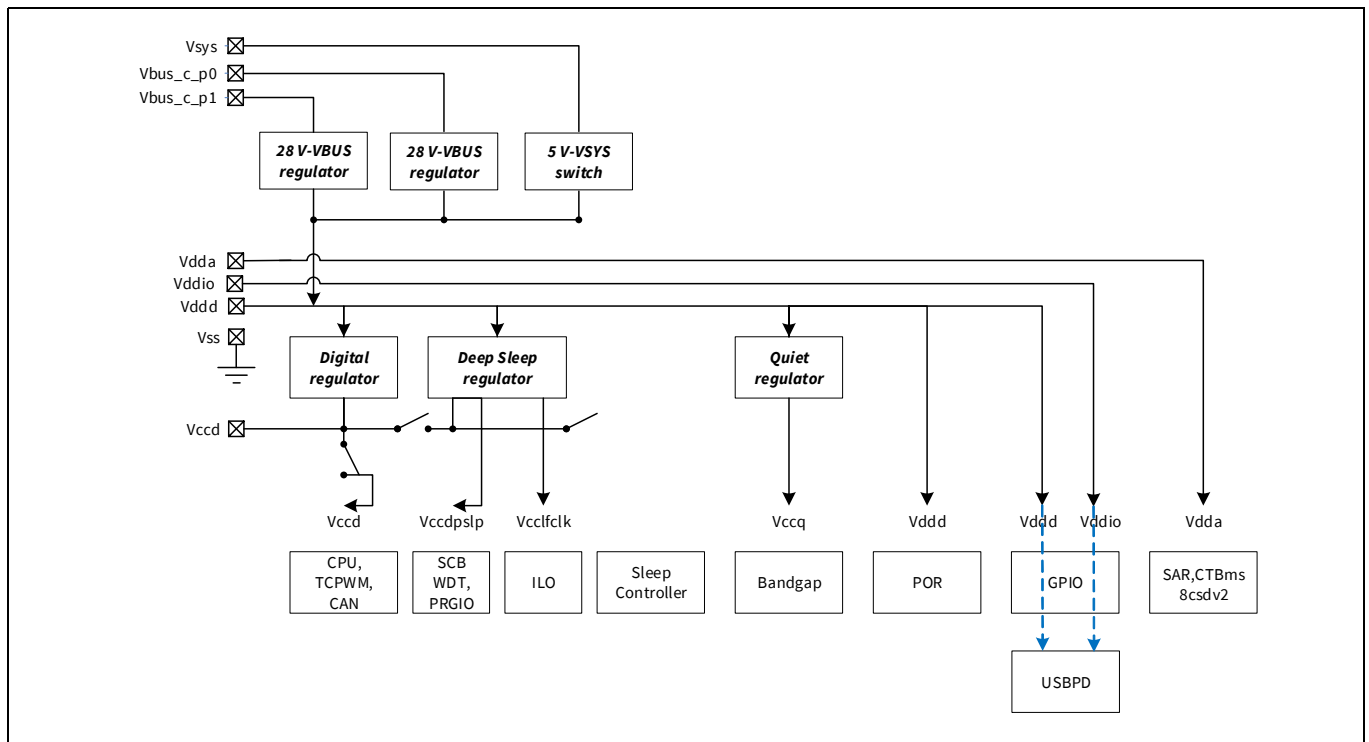 Vsys
Vbus_c_p0
Vbus_c_p1
28 V-VBUS
regulator
28 V-VBUS
regulator
5 V-VSYS
switch
Vdda
Vddio
Vddd
Vss
Digital
regulator
Deep Sleep
regulator
Quiet
regulator
Vccd
Vccd
Vccdpslp
Vcclfclk
Vccq
Vddd
Vddd
Vddio
Vdda
CPU,
TCPWM,
CAN
SCB
WDT,
PRGIO
ILO
Sleep
Controller
Bandgap
POR
GPIO
SAR,CTBms
8csdv2
USBPD